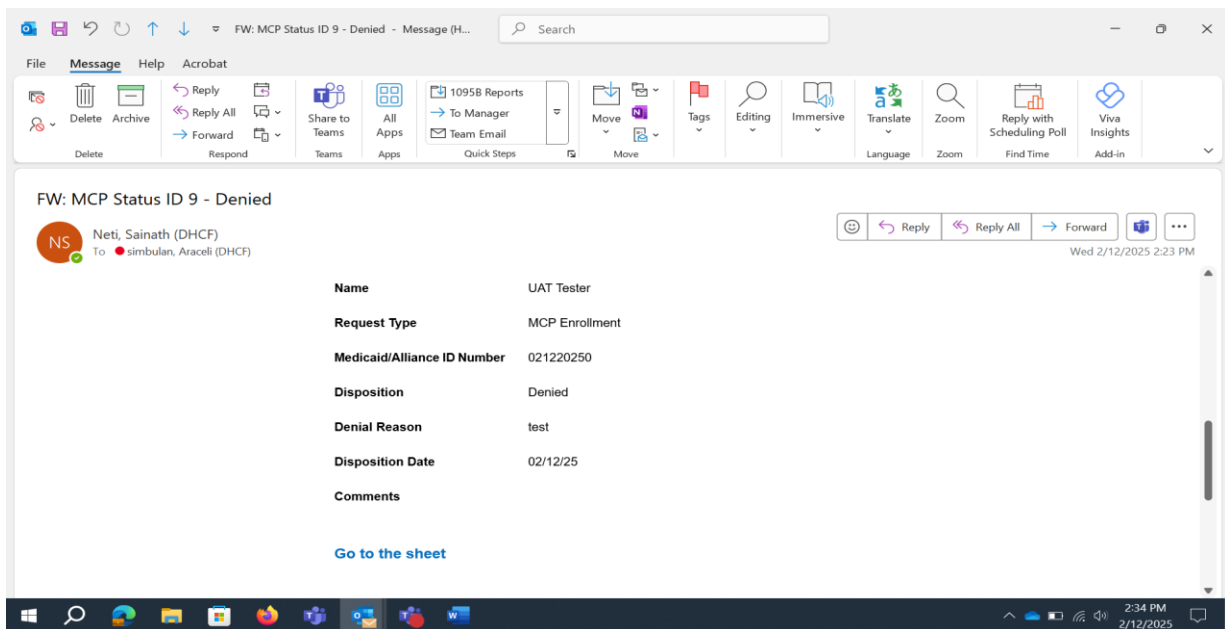 FW: MCP Status ID 9 - Denied - Message (H...
Search
File Message Help Acrobat
Delete
Archive
Delete
Reply
Reply All
Forward
Respond
Share to Teams
Teams
All Apps
Apps
1095B Reports
To Manager
Team Email
Quick Steps
Move
Move
Tags
Editing
Immersive
Translate
Language
Zoom
Zoom
Reply with Scheduling Poll
Find Time
Viva Insights
Add-in
FW: MCP Status ID 9 - Denied
NS
Neti, Sainath (DHCF)
To simbulan, Araceli (DHCF)
Reply Reply All Forward
Wed 2/12/2025 2:23 PM
Name UAT Tester
Request Type MCP Enrollment
Medicaid/Alliance ID Number 021220250
Disposition Denied
Denial Reason test
Disposition Date 02/12/25
Comments
Go to the sheet
2:34 PM
2/12/2025